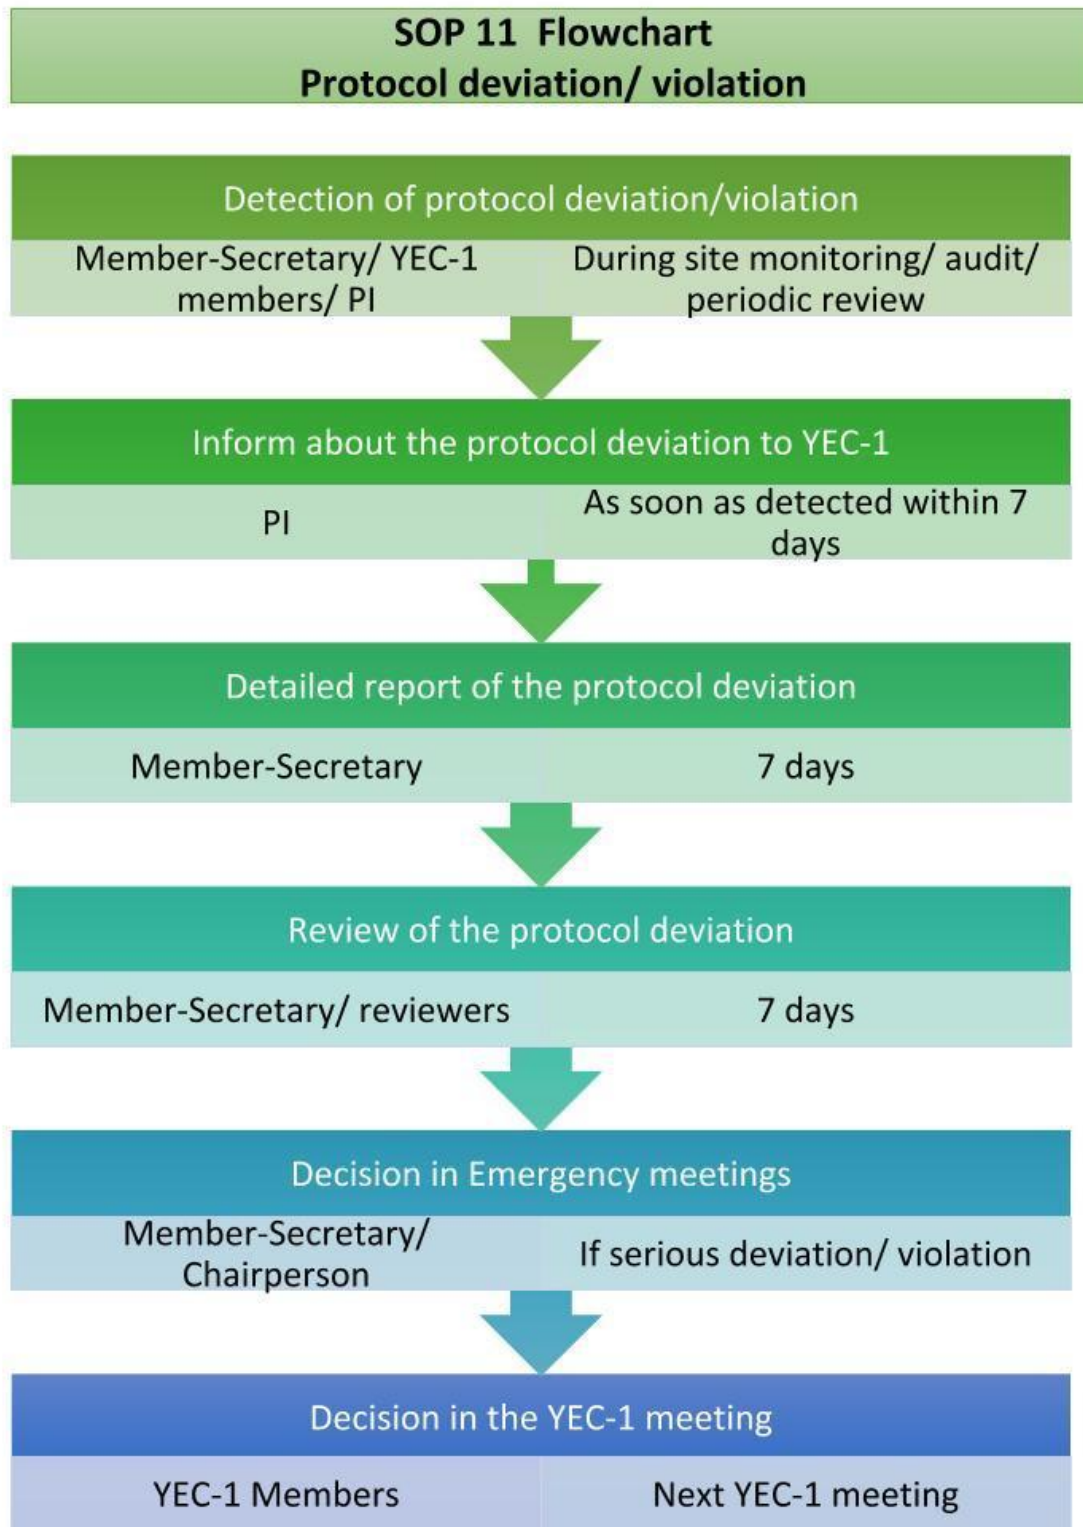 SOP 11  Flowchart
Protocol deviation/ violation
Detection of protocol deviation/violation
Member-Secretary/ YEC-1
members/ PI
During site monitoring/ audit/
periodic review
Inform about the protocol deviation to YEC-1
PI
As soon as detected within 7
days
Detailed report of the protocol deviation
Member-Secretary
7 days
Review of the protocol deviation
Member-Secretary/ reviewers
7 days
Decision in Emergency meetings
Member-Secretary/
Chairperson
If serious deviation/ violation
Decision in the YEC-1 meeting
YEC-1 Members
Next YEC-1 meeting